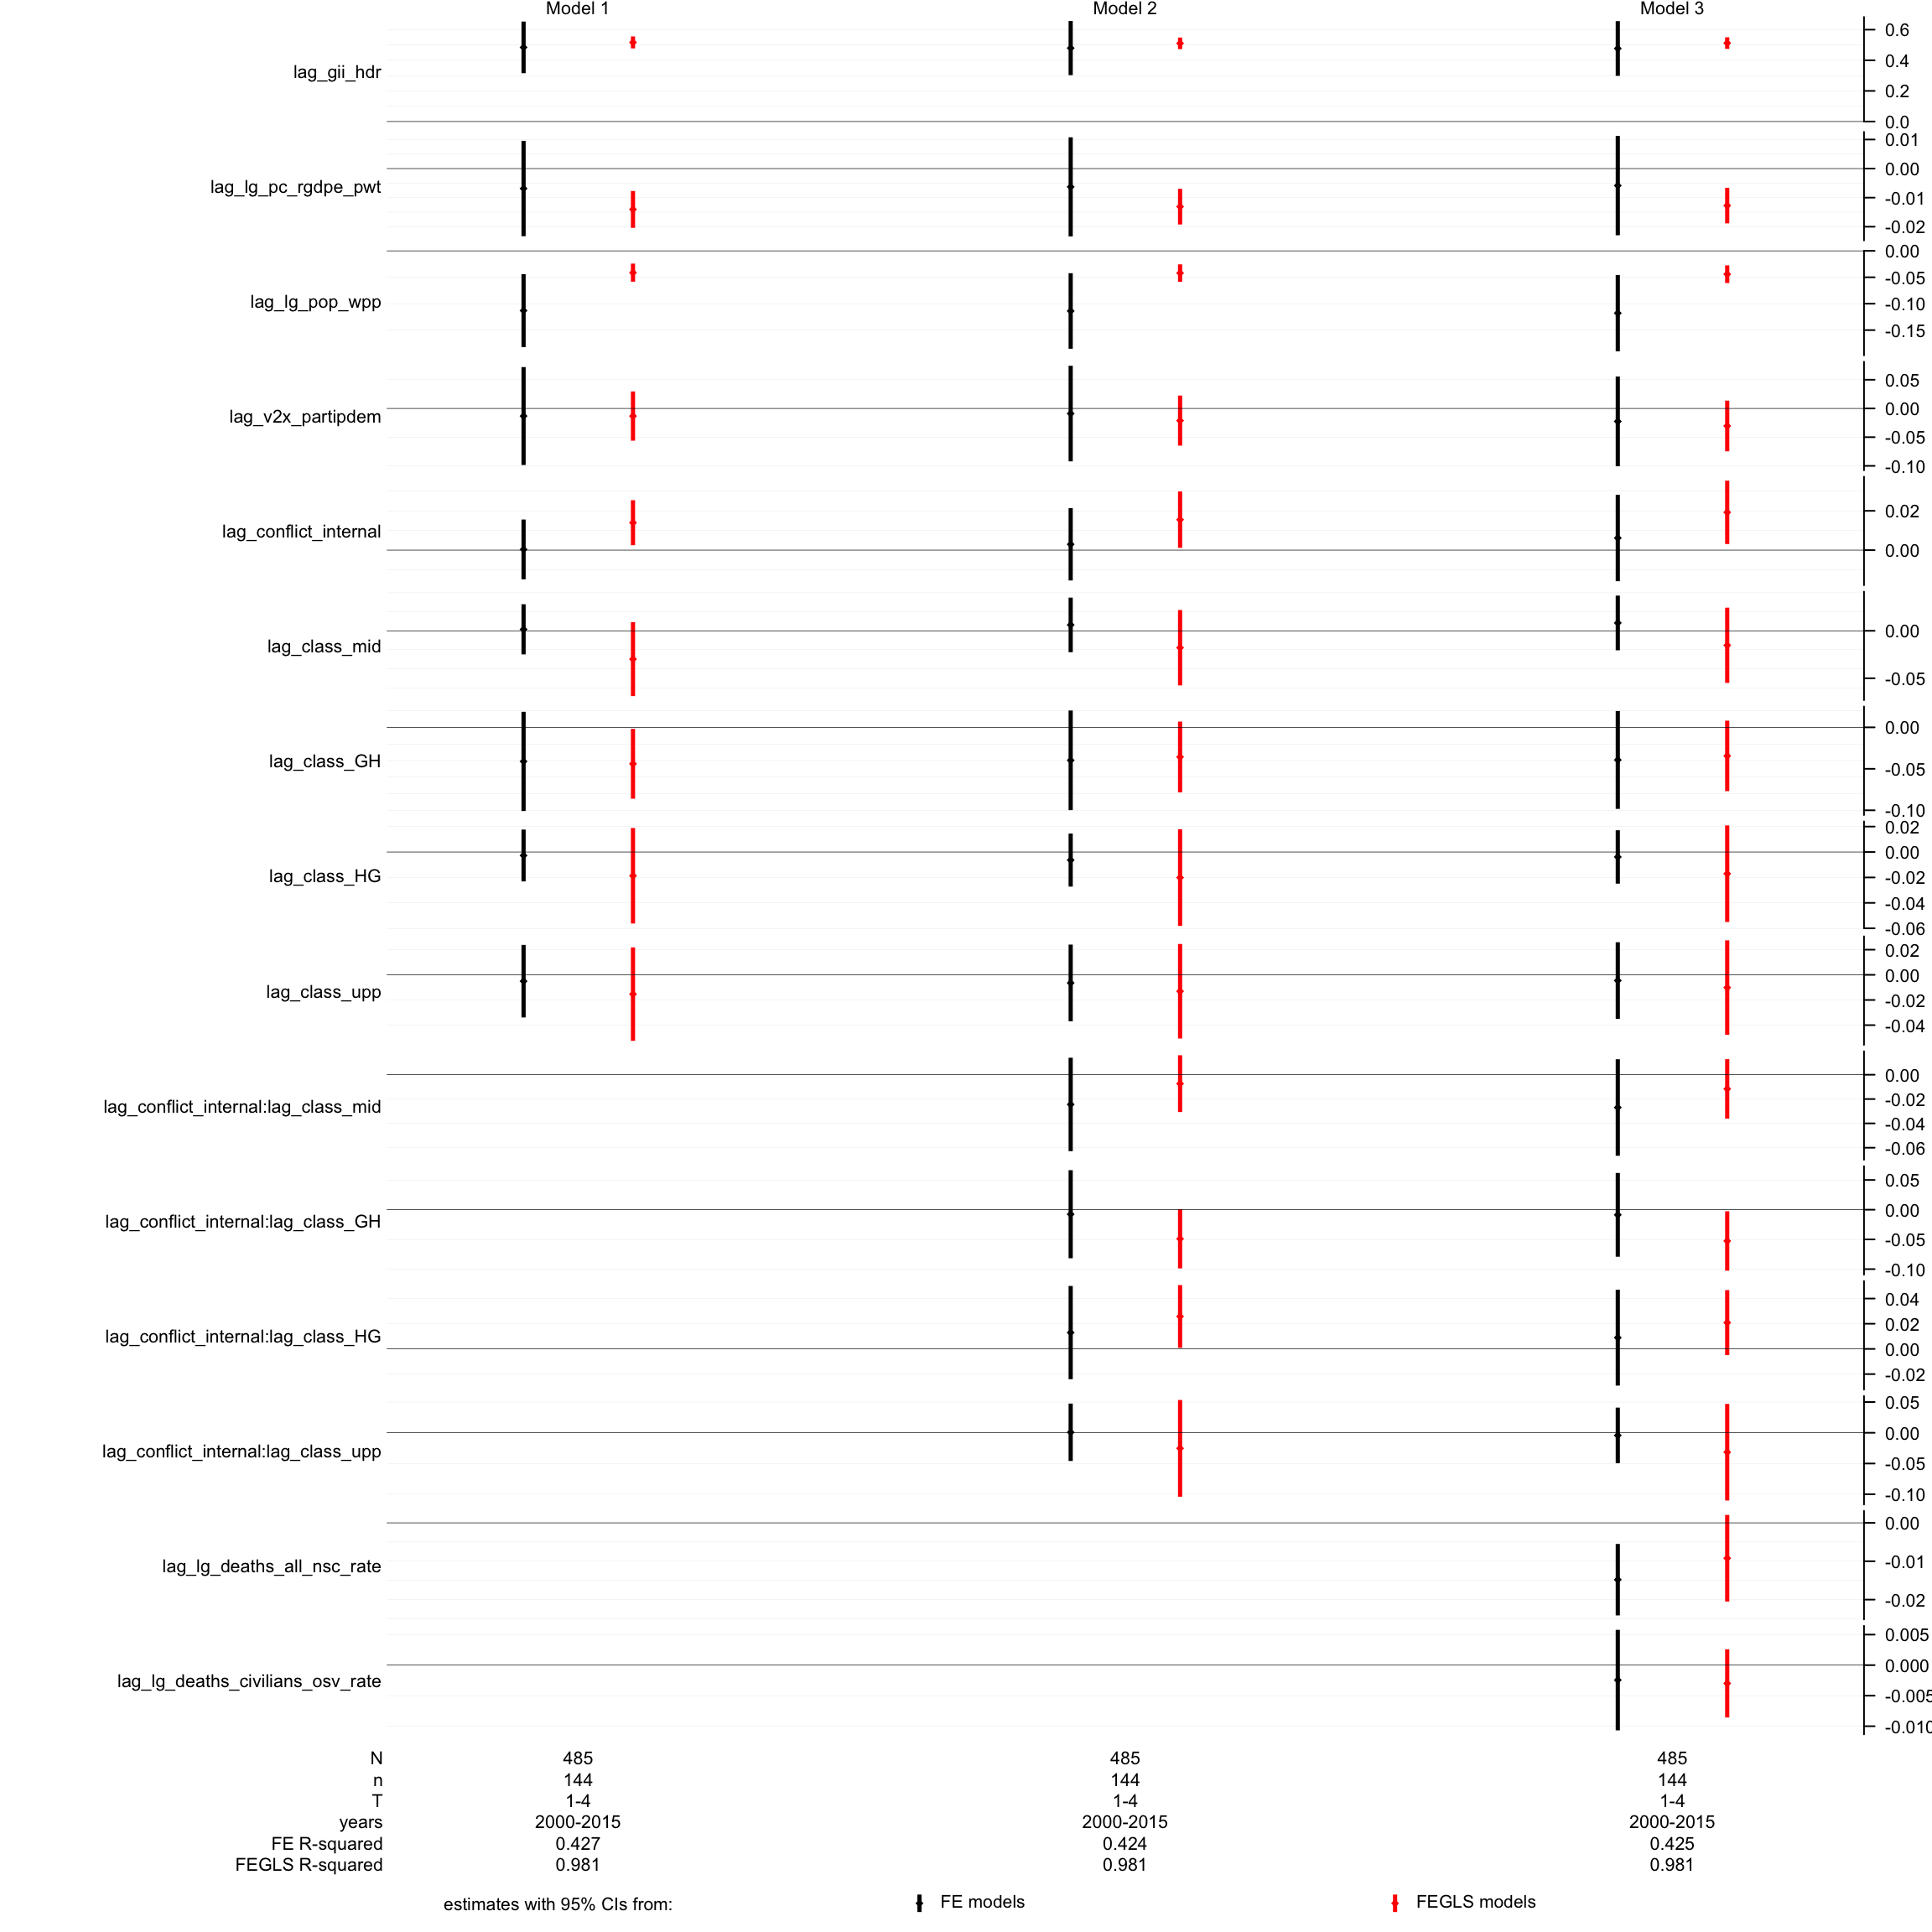 Model 1 Model 2 Model 3
lag_gii_hdr
0.6
0.4
0.2
0.0
lag_lg_pc_rgdpe_pwt
0.01
0.00
-0.01
-0.02
lag_lg_pop_wpp
0.00
-0.05
-0.10
-0.15
lag_v2x_partipdem
0.05
0.00
-0.05
-0.10
lag_conflict_internal
0.02
0.00
lag_class_mid
0.00
-0.05
lag_class_GH
0.00
-0.05
-0.10
lag_class_HG
0.02
0.00
-0.02
-0.04
-0.06
lag_class_upp
0.02
0.00
-0.02
-0.04
lag_conflict_internal:lag_class_mid
0.00
-0.02
-0.04
-0.06
lag_conflict_internal:lag_class_GH
0.05
0.00
-0.05
-0.10
lag_conflict_internal:lag_class_HG
0.04
0.02
0.00
-0.02
lag_conflict_internal:lag_class_upp
0.05
0.00
-0.05
-0.10
lag_lg_deaths_all_nsc_rate
0.00
-0.01
-0.02
lag_lg_deaths_civilians_osv_rate
0.005
0.000
-0.005
-0.010
N 485 485 485
n 144 144 144
T 1-4 1-4 1-4
years 2000-2015 2000-2015 2000-2015
FE R-squared 0.427 0.424 0.425
FEGLS R-squared 0.981 0.981 0.981
estimates with 95% CIs from: FE models FEGLS models